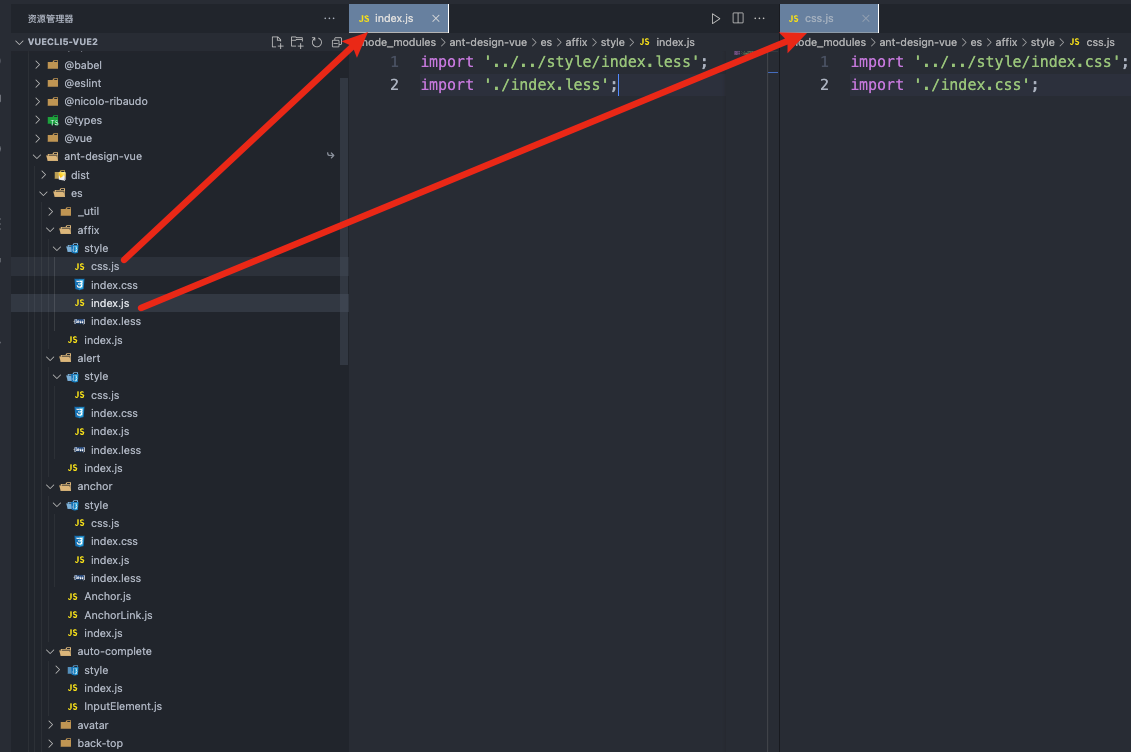 资源管理器
VUECLI5-VUE2
@babel
@eslint
@nicolo-ribaudo
@types
@vue
ant-design-vue
dist
es
_util
affix
style
css.js
index.css
index.js
index.less
index.js
alert
style
css.js
index.css
index.js
index.less
index.js
anchor
style
css.js
index.css
index.js
index.less
Anchor.js
AnchorLink.js
index.js
auto-complete
style
index.js
InputElement.js
avatar
back-top
JS index.js
node_modules > ant-design-vue > es > affix > style > JS index.js
1 import '../../style/index.less';
2 import './index.less';
JS css.js
node_modules > ant-design-vue > es > affix > style > JS css.js
1 import '../../style/index.css';
2 import './index.css';